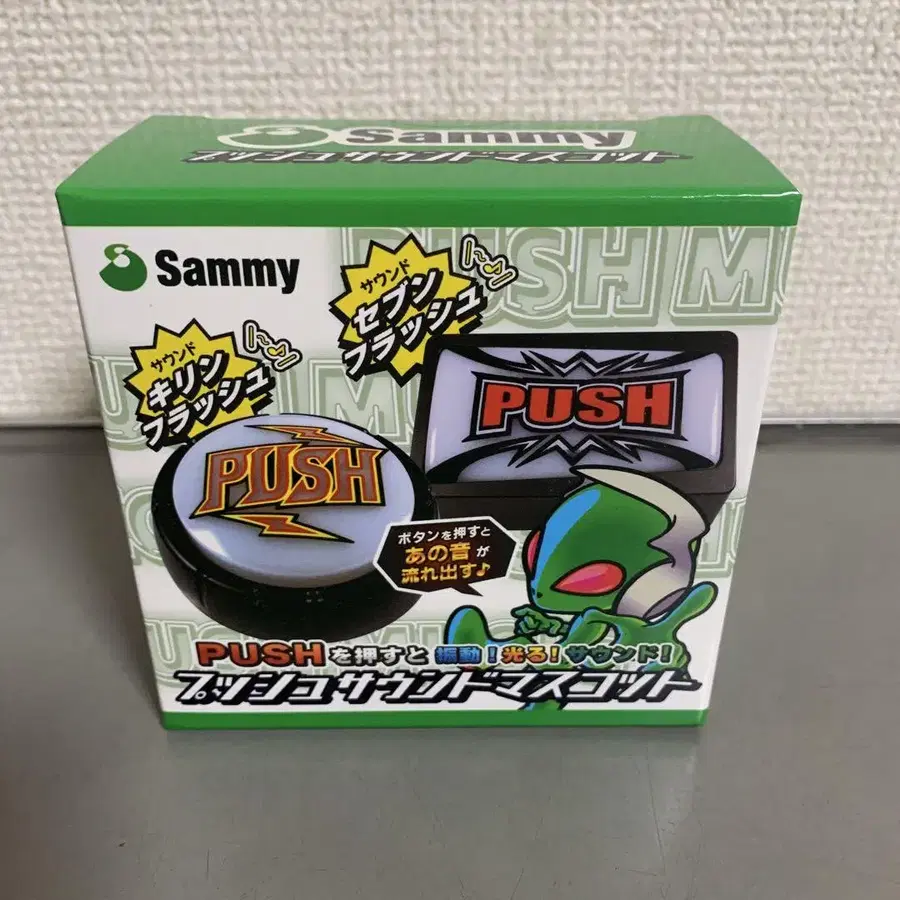 Sammy
プッシュサウンドマスコット
Sammy
サウンド
セブン
フラッシュ
サウンド
キリン
フラッシュ
PUSH
PUSH
ボタンを押すと
あの音が
流れ出す♪
PUSHを押すと振動！光る！サウンド！
プッシュサウンドマスコット